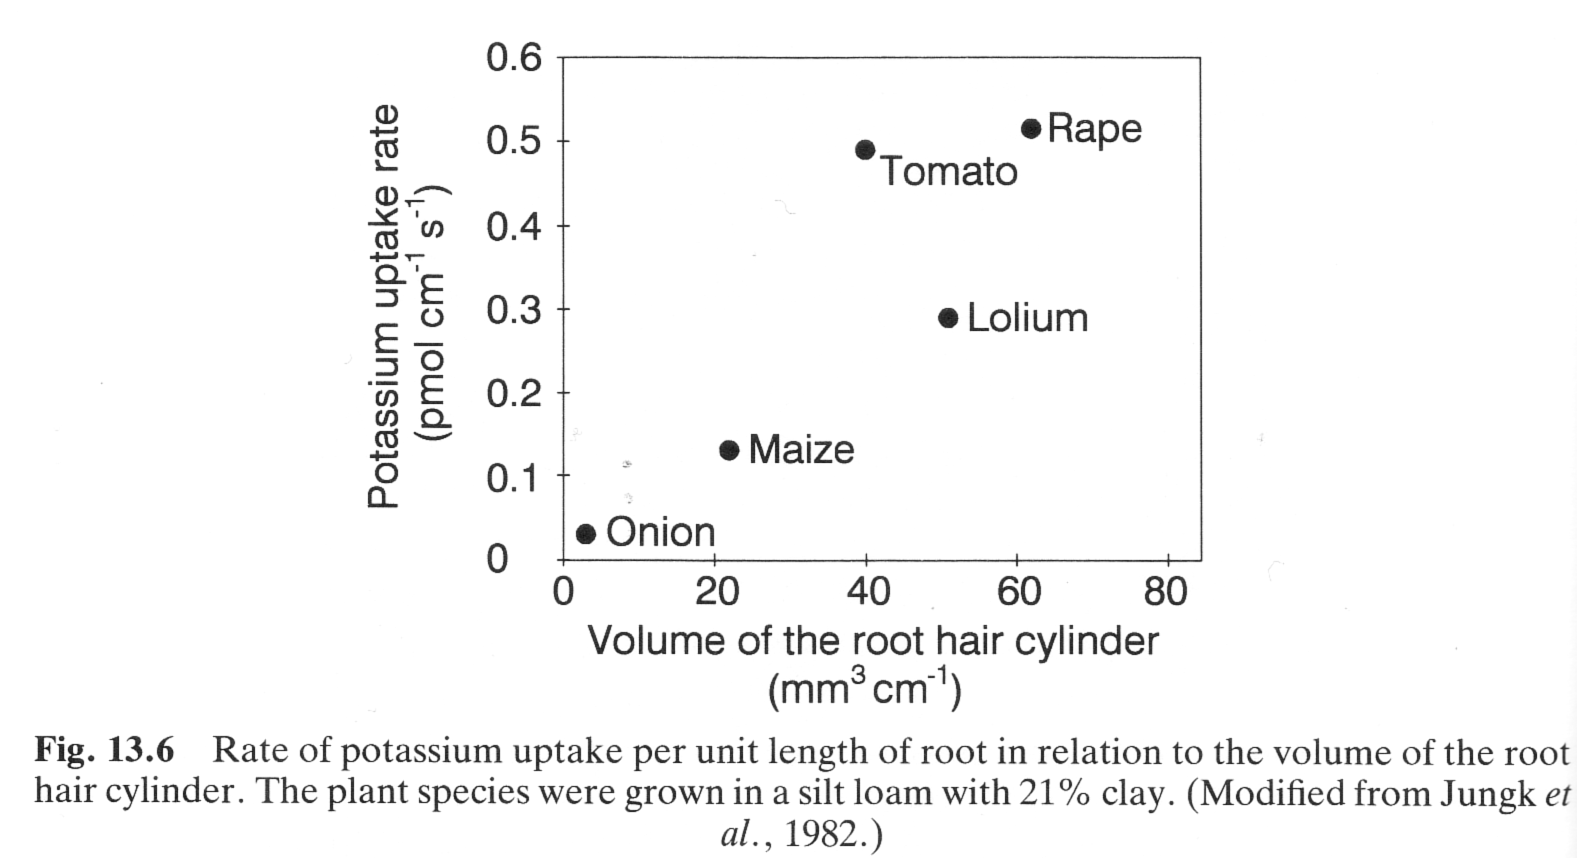 0.6
0.5
0.4
0.3
0.2
0.1
0
Potassium uptake rate
(pmol cm⁻¹ s⁻¹)
Rape
Tomato
Lolium
Maize
Onion
0 20 40 60 80
Volume of the root hair cylinder
(mm³ cm⁻¹)
Fig. 13.6 Rate of potassium uptake per unit length of root in relation to the volume of the root
hair cylinder. The plant species were grown in a silt loam with 21% clay. (Modified from Jungk et
al., 1982.)